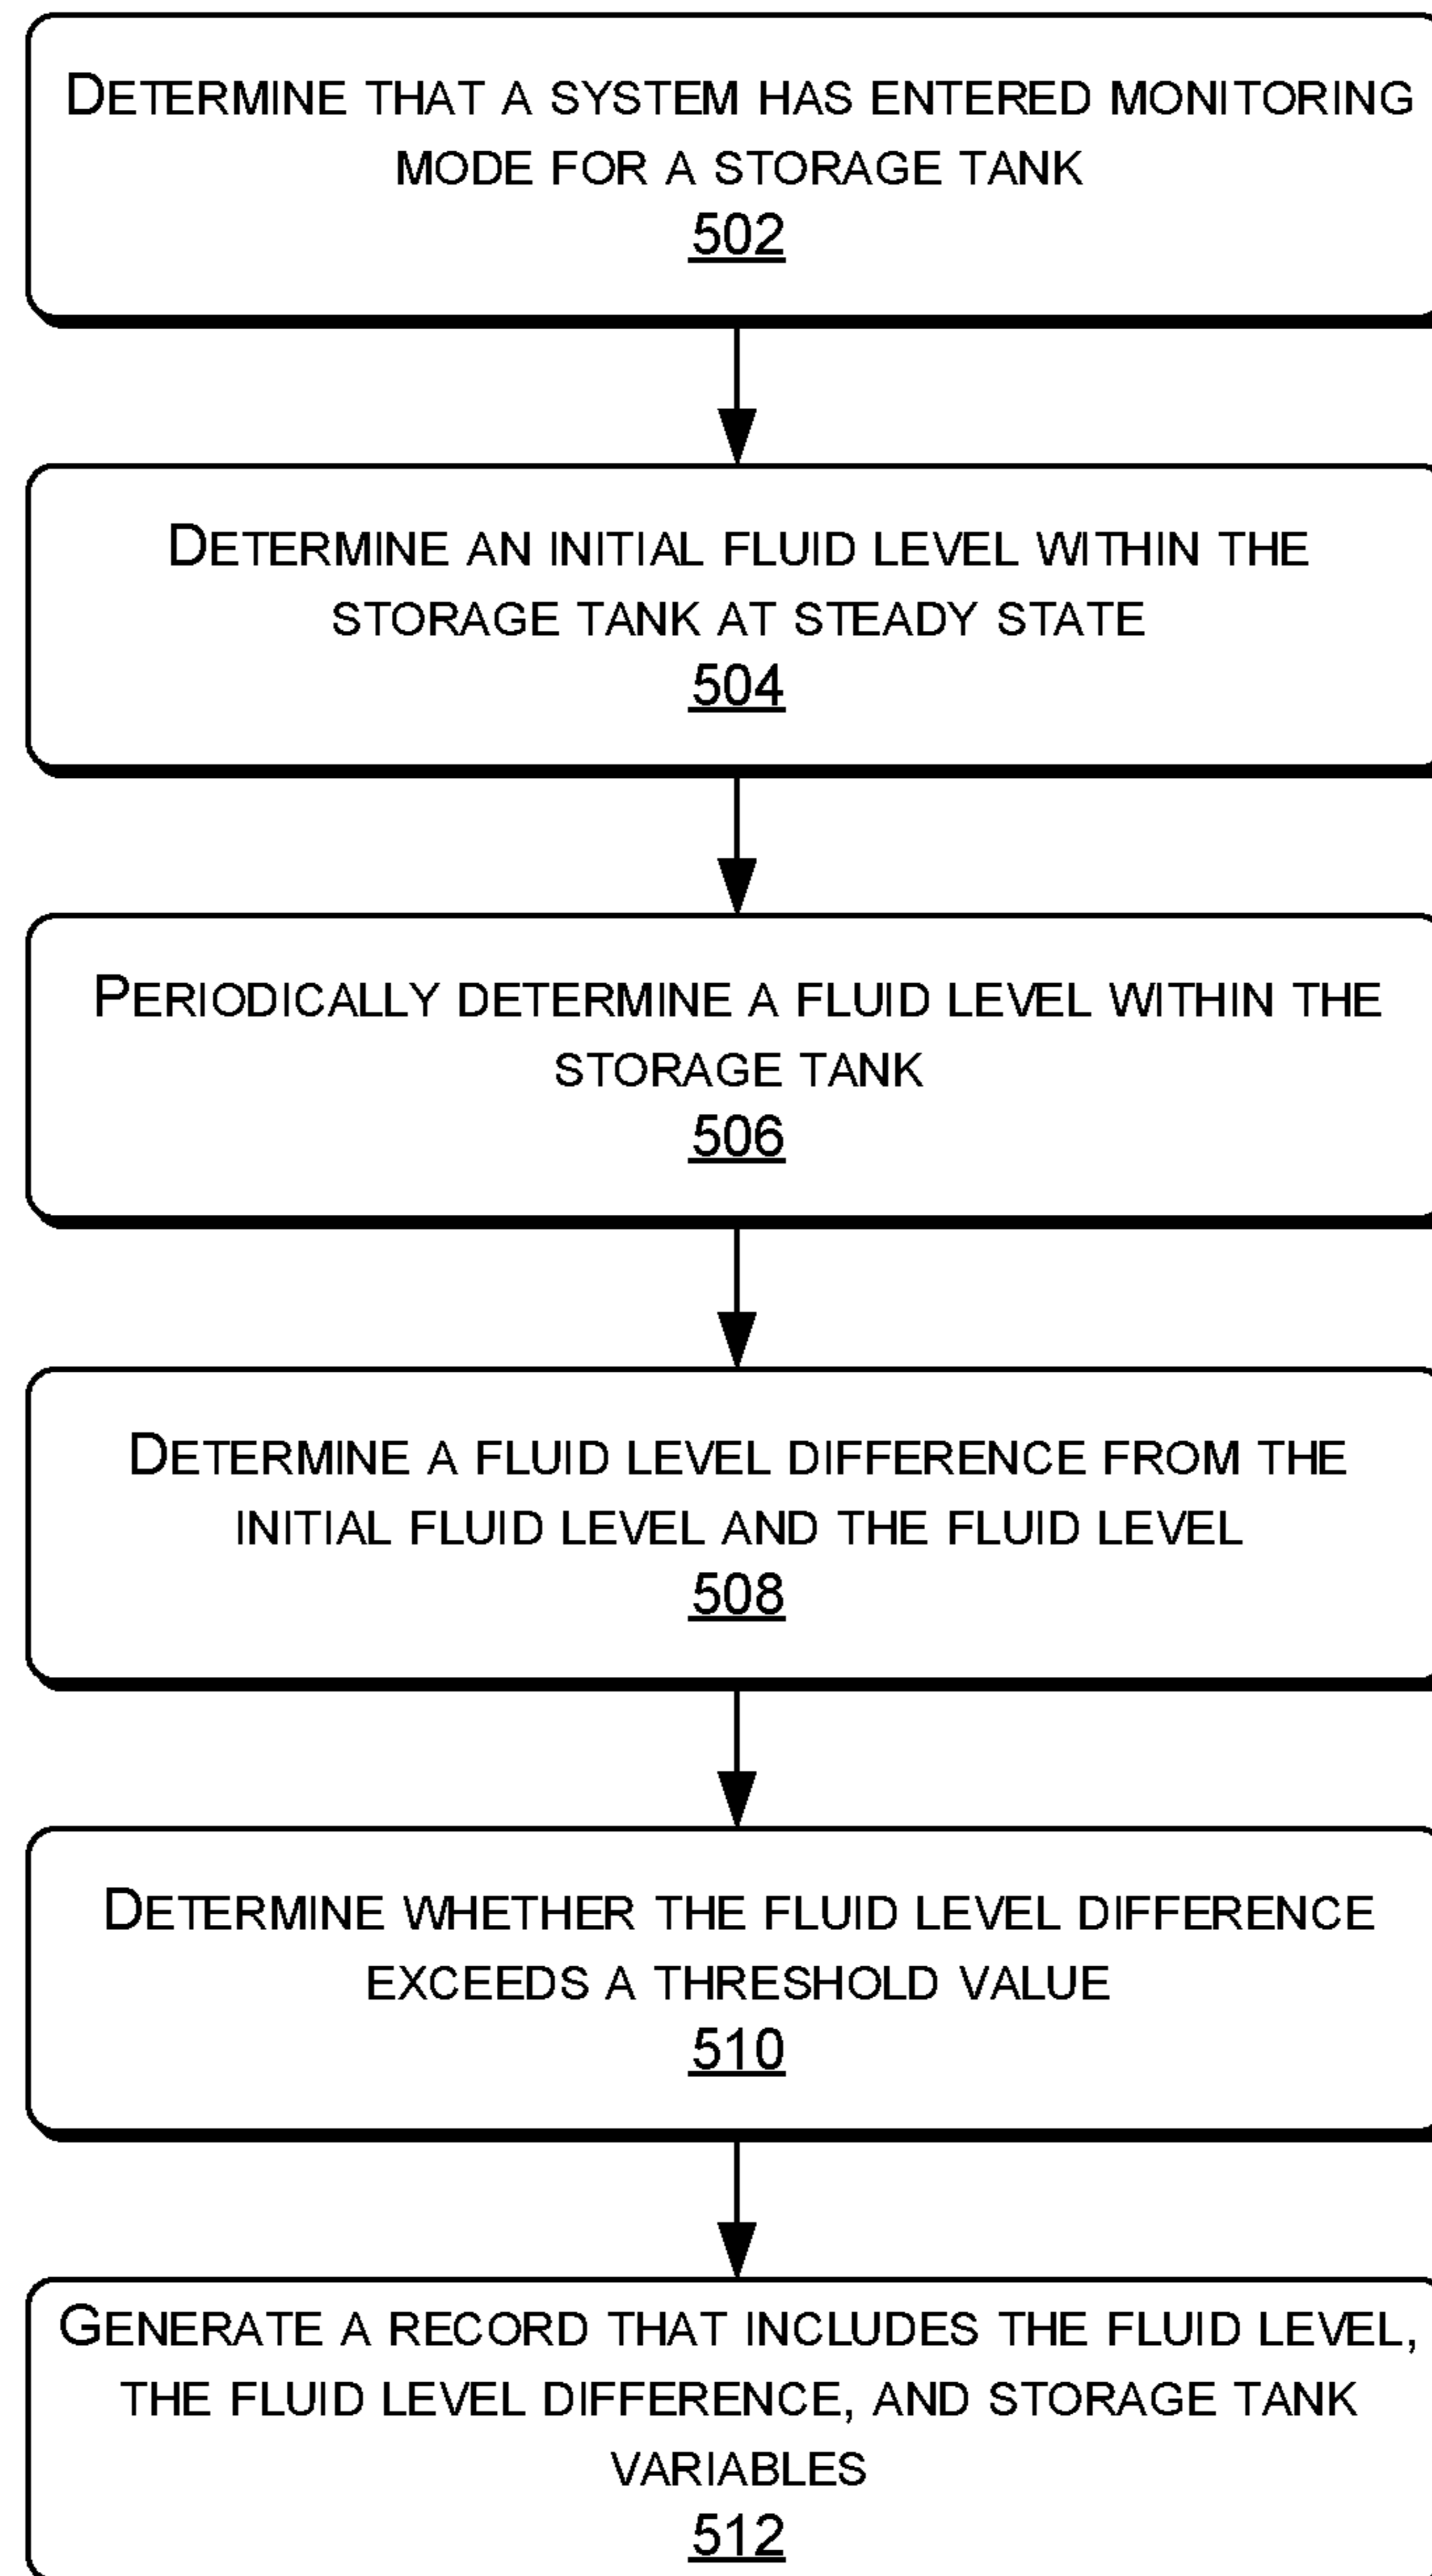 DETERMINE THAT A SYSTEM HAS ENTERED MONITORING
MODE FOR A STORAGE TANK
502
DETERMINE AN INITIAL FLUID LEVEL WITHIN THE
STORAGE TANK AT STEADY STATE
504
PERIODICALLY DETERMINE A FLUID LEVEL WITHIN THE
STORAGE TANK
506
DETERMINE A FLUID LEVEL DIFFERENCE FROM THE
INITIAL FLUID LEVEL AND THE FLUID LEVEL
508
DETERMINE WHETHER THE FLUID LEVEL DIFFERENCE
EXCEEDS A THRESHOLD VALUE
510
GENERATE A RECORD THAT INCLUDES THE FLUID LEVEL,
THE FLUID LEVEL DIFFERENCE, AND STORAGE TANK
VARIABLES
512